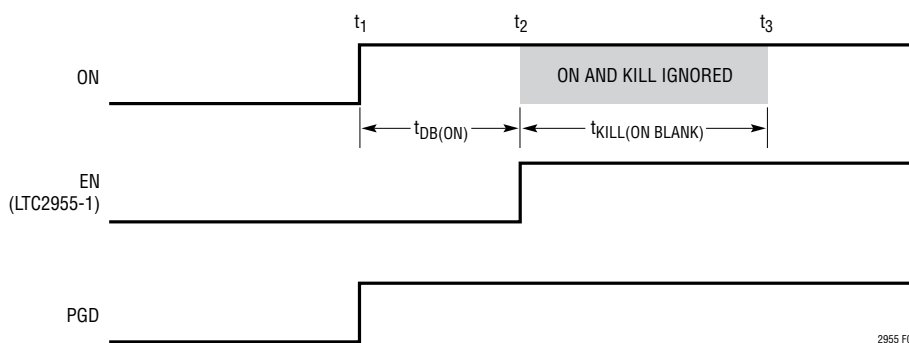 t1 t2 t3
ON
ON AND KILL IGNORED
tDB(ON) tKILL(ON BLANK)
EN
(LTC2955-1)
PGD